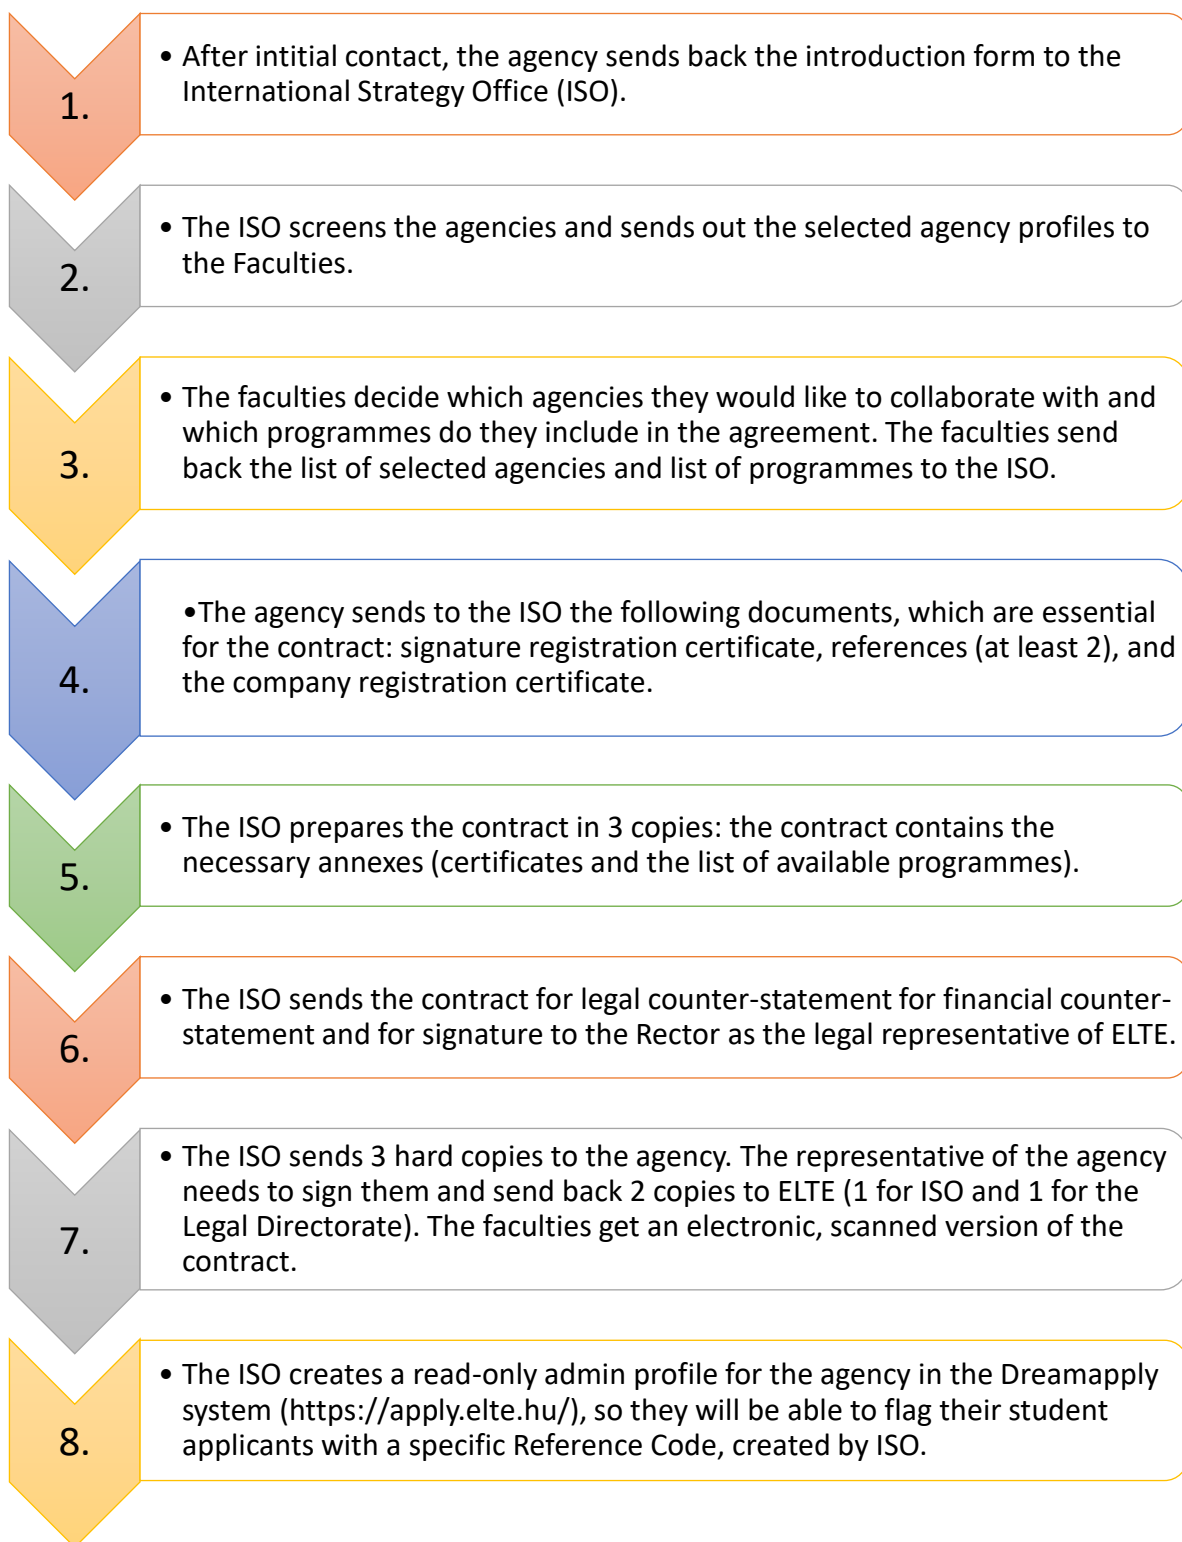 1.
• After intitial contact, the agency sends back the introduction form to the
International Strategy Office (ISO).
2.
• The ISO screens the agencies and sends out the selected agency profiles to
the Faculties.
3.
• The faculties decide which agencies they would like to collaborate with and
which programmes do they include in the agreement. The faculties send
back the list of selected agencies and list of programmes to the ISO.
4.
•The agency sends to the ISO the following documents, which are essential
for the contract: signature registration certificate, references (at least 2), and
the company registration certificate.
5.
• The ISO prepares the contract in 3 copies: the contract contains the
necessary annexes (certificates and the list of available programmes).
6.
• The ISO sends the contract for legal counter-statement for financial counter-
statement and for signature to the Rector as the legal representative of ELTE.
7.
• The ISO sends 3 hard copies to the agency. The representative of the agency
needs to sign them and send back 2 copies to ELTE (1 for ISO and 1 for the
Legal Directorate). The faculties get an electronic, scanned version of the
contract.
8.
• The ISO creates a read-only admin profile for the agency in the Dreamapply
system (https://apply.elte.hu/), so they will be able to flag their student
applicants with a specific Reference Code, created by ISO.